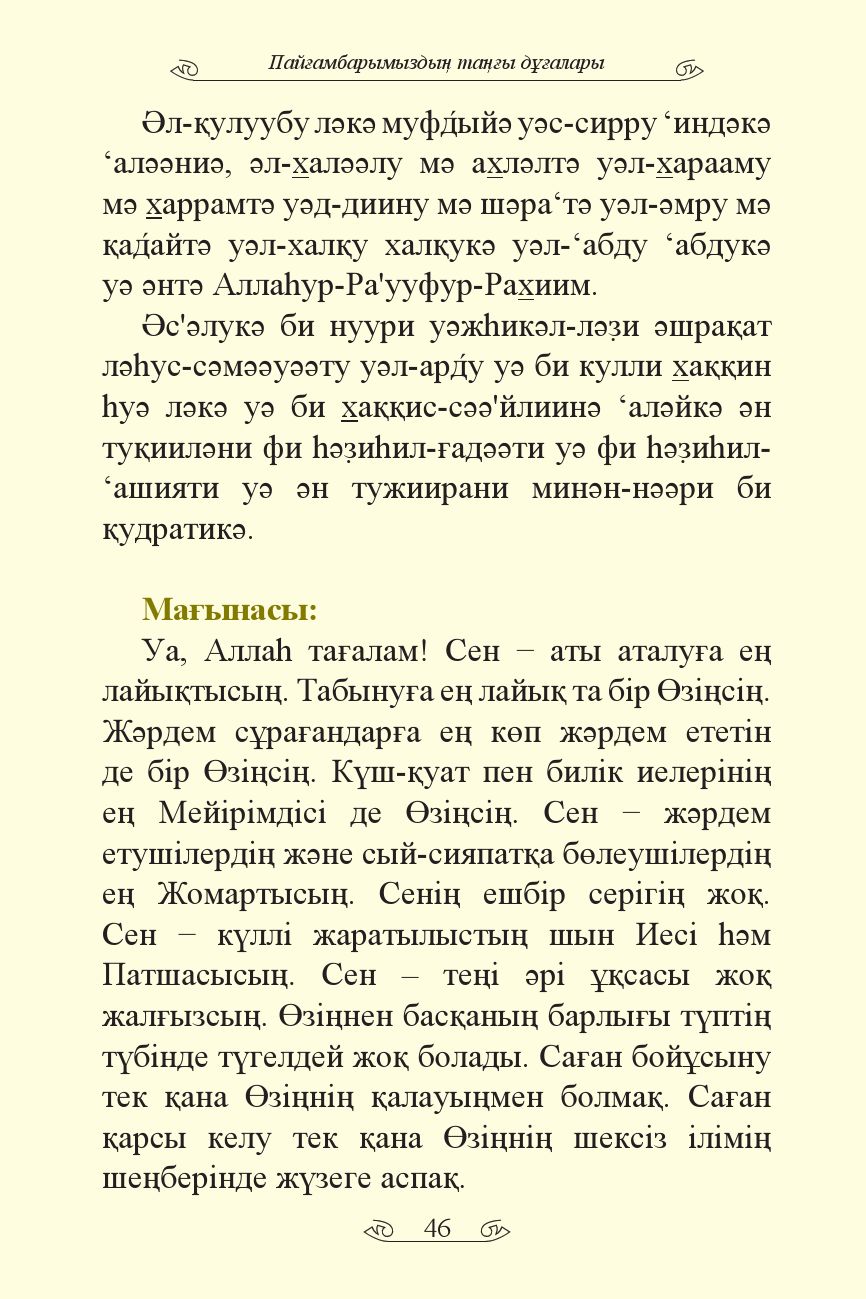 Пайғамбарымыздың таңғы дұғалары
Әл-қулуубу ләкә муфд́ыйә уәс-сирру ‘индәкә
‘аләәниә, әл-х̲аләәлу мә ах̲ләлтә уәл-х̲арааму
мә х̲аррамтә уәд-диину мә шәра‘тә уәл-әмру мә
қад́айтә уәл-халқу халқукә уәл-‘абду ‘абдукә
уә әнтә Аллаһур-Ра'ууфур-Рах̲иим.
Әс'әлукә би нуури уәжһикәл-ләз̣и әшрақат
ләһус-сәмәәуәәту уәл-ард́у уә би кулли х̲аққин
һуә ләкә уә би х̲аққис-сәә'йлиинә ‘аләйкә ән
туқииләни фи һәз̣иһил-ғадәәти уә фи һәз̣иһил-
‘ашияти уә ән тужиирани минән-нәәри би
қудратикә.
Мағынасы:
Уа, Аллаһ тағалам! Сен – аты аталуға ең
лайықтысың. Табынуға ең лайық та бір Өзіңсің.
Жәрдем сұрағандарға ең көп жәрдем ететін
де бір Өзіңсің. Күш-қуат пен билік иелерінің
ең Мейірімдісі де Өзіңсің. Сен – жәрдем
етушілердің және сый-сияпатқа бөлеушілердің
ең Жомартысың. Сенің ешбір серігің жоқ.
Сен – күллі жаратылыстың шын Иесі һәм
Патшасысың. Сен – теңі әрі ұқсасы жоқ
жалғызсың. Өзіңнен басқаның барлығы түптің
түбінде түгелдей жоқ болады. Саған бойұсыну
тек қана Өзіңнің қалауыңмен болмақ. Саған
қарсы келу тек қана Өзіңнің шексіз ілімің
шеңберінде жүзеге аспақ.
46